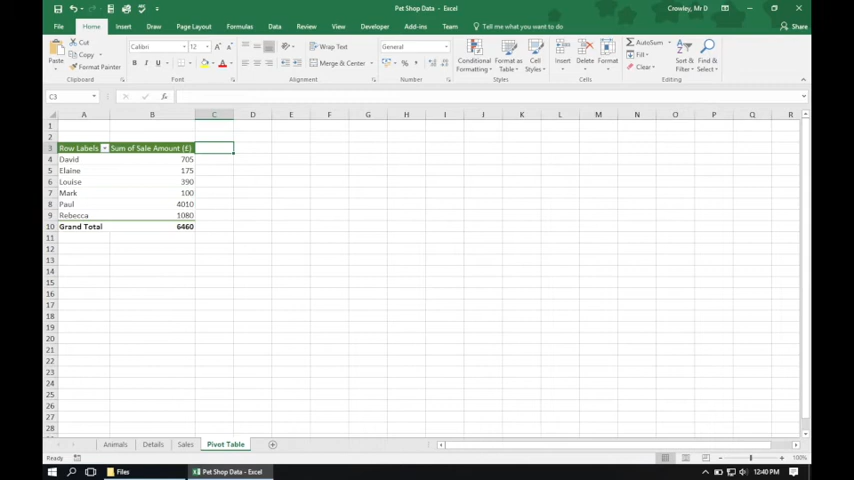 Pet Shop Data - Excel
Crowley, Mr D
File Home Insert Draw Page Layout Formulas Data Review View Developer Add-ins Team Tell me what you want to do Share
Paste
Cut
Copy
Format Painter
Clipboard
Calibri 12
B I U
Font
Wrap Text
Merge & Center
Alignment
General
Number
Conditional Formatting
Format as Table
Cell Styles
Styles
Insert
Delete
Format
Cells
AutoSum
Fill
Clear
Sort & Filter
Find & Select
Editing
C3
fx
A B C D E F G H I J K L M N O P Q R
1
2
3 Row Labels Sum of Sale Amount (£)
4 David 705
5 Elaine 175
6 Louise 390
7 Mark 100
8 Paul 4010
9 Rebecca 1080
10 Grand Total 6460
11
12
13
14
15
16
17
18
19
20
21
22
23
24
25
26
27
28
Animals Details Sales Pivot Table
Ready 100%
Files Pet Shop Data - Excel 12:40 PM